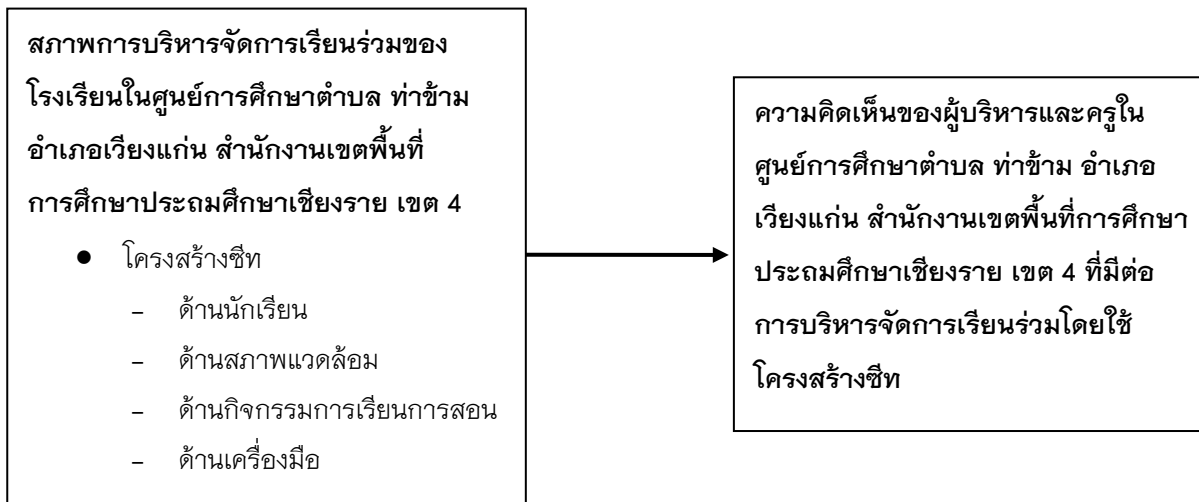 สภาพการบริหารจัดการเรียนร่วมของ
โรงเรียนในศูนย์การศึกษาตำบล ท่าข้าม
อำเภอเวียงแก่น สำนักงานเขตพื้นที่
การศึกษาประถมศึกษาเชียงราย เขต 4
● โครงสร้างซีท
– ด้านนักเรียน
– ด้านสภาพแวดล้อม
– ด้านกิจกรรมการเรียนการสอน
– ด้านเครื่องมือ
ความคิดเห็นของผู้บริหารและครูใน
ศูนย์การศึกษาตำบล ท่าข้าม อำเภอ
เวียงแก่น สำนักงานเขตพื้นที่การศึกษา
ประถมศึกษาเชียงราย เขต 4 ที่มีต่อ
การบริหารจัดการเรียนร่วมโดยใช้
โครงสร้างซีท